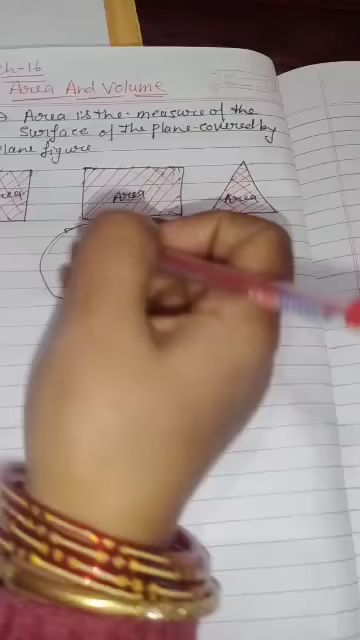 Ch-16
Area And Volume
→ Area is the measure of the
surface of the plane covered by
plane figure
Area Area Area